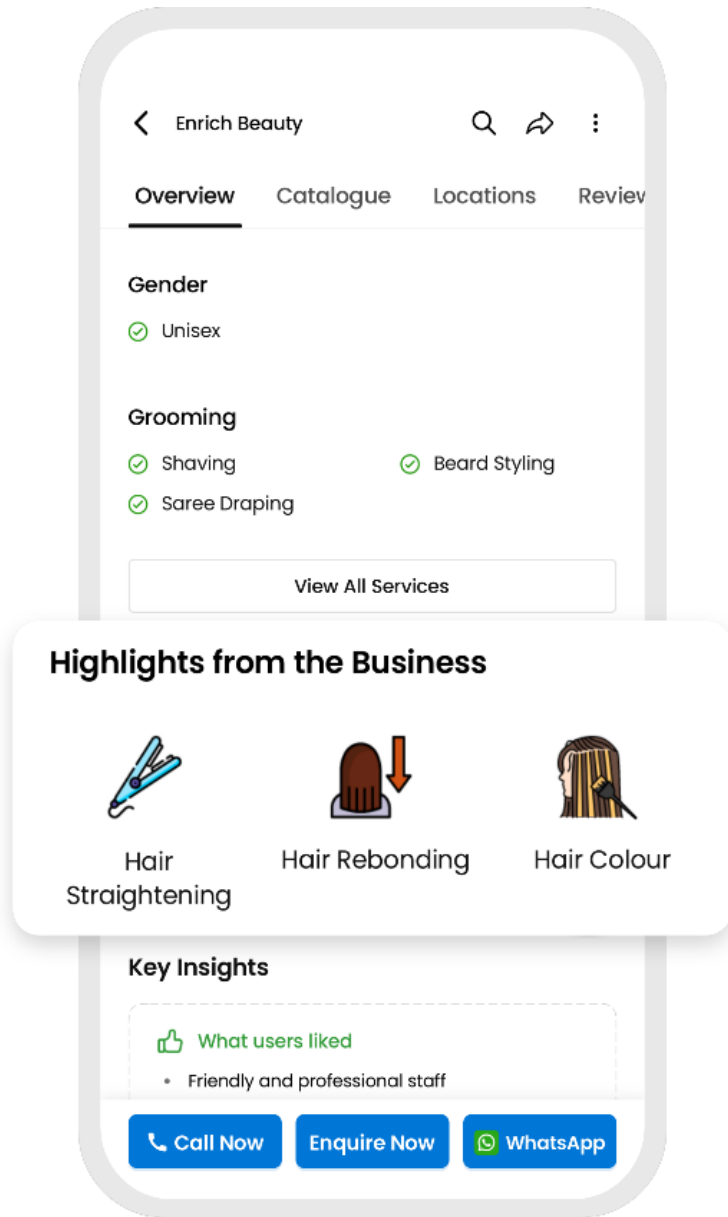 Enrich Beauty
Overview Catalogue Locations Review
Gender
Unisex
Grooming
Shaving Beard Styling
Saree Draping
View All Services
Highlights from the Business
Hair Straightening
Hair Rebonding
Hair Colour
Key Insights
What users liked
• Friendly and professional staff
Call Now Enquire Now WhatsApp